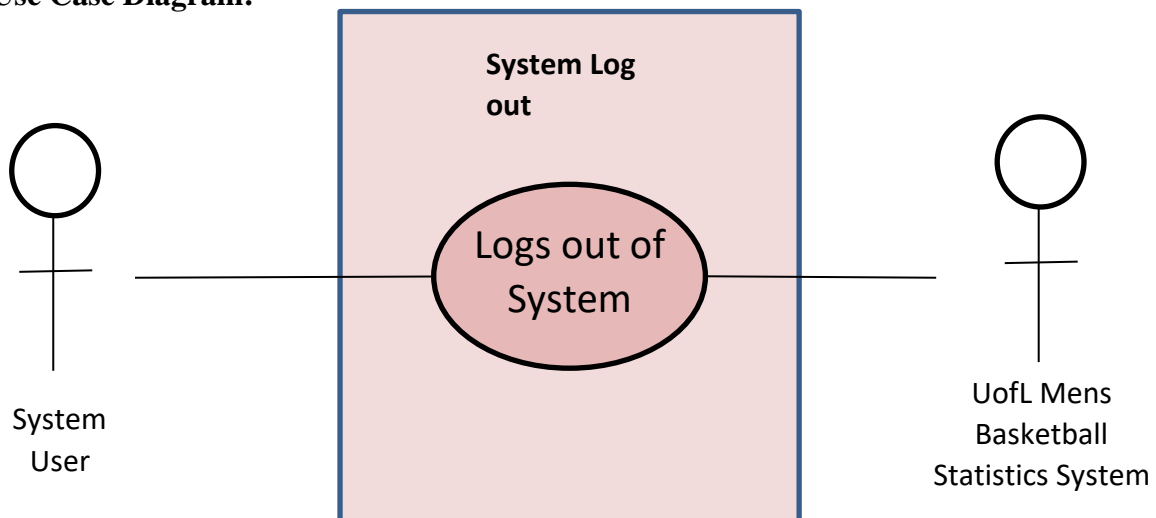 Use Case Diagram:
System Log
out
Logs out of
System
System
User
UofL Mens
Basketball
Statistics System